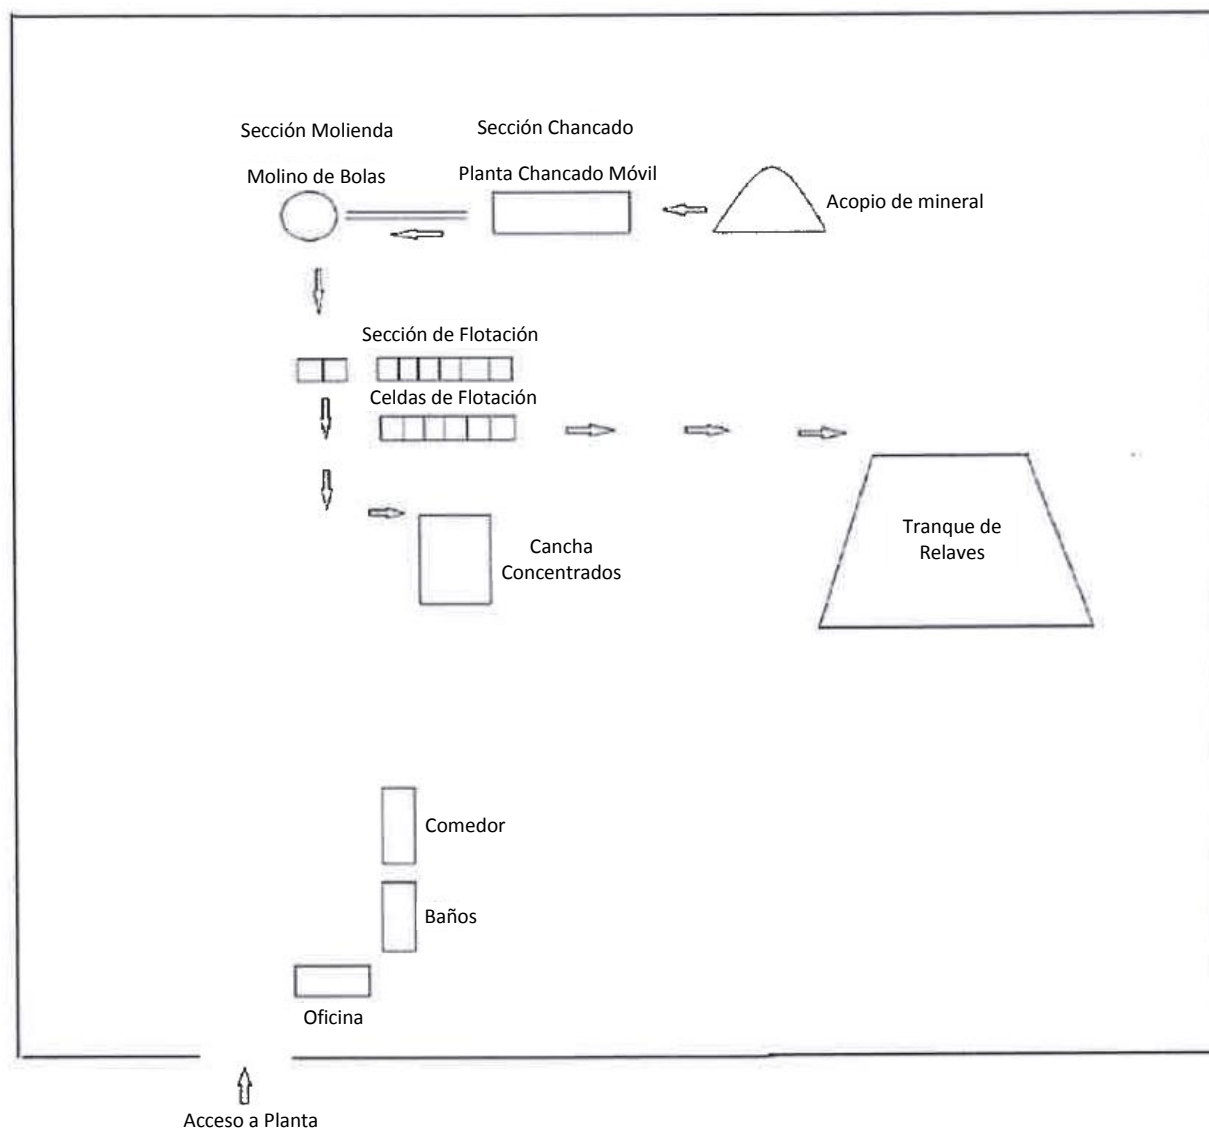 Sección Molienda
Sección Chancado
Molino de Bolas
Planta Chancado Móvil
Acopio de mineral
Sección de Flotación
Celdas de Flotación
Tranque de
Relaves
Cancha
Concentrados
Comedor
Baños
Oficina
Acceso a Planta